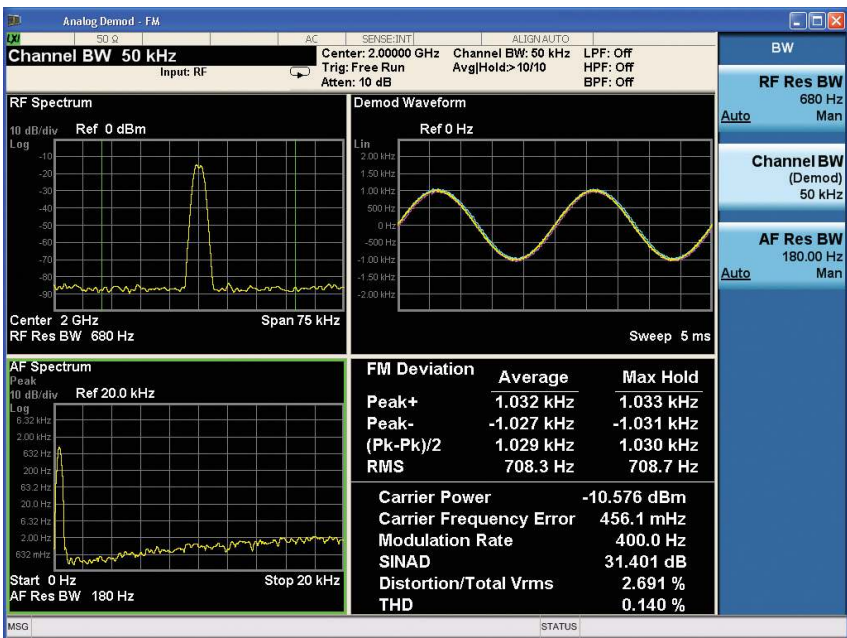 Analog Demod - FM
LXI 50 Ω AC SENSE:INT ALIGN AUTO
Channel BW 50 kHz
Input: RF
Center: 2.00000 GHz Channel BW: 50 kHz LPF: Off
Trig: Free Run Avg|Hold:> 10/10 HPF: Off
Atten: 10 dB BPF: Off
RF Spectrum
10 dB/div Ref 0 dBm
Log
-10
-20
-30
-40
-50
-60
-70
-80
-90
Center 2 GHz Span 75 kHz
RF Res BW 680 Hz
Demod Waveform
Ref 0 Hz
Lin
2.00 kHz
1.50 kHz
1.00 kHz
500 Hz
0 Hz
-500 Hz
-1.00 kHz
-1.50 kHz
-2.00 kHz
Sweep 5 ms
AF Spectrum
Peak
10 dB/div Ref 20.0 kHz
Log
6.32 kHz
2.00 kHz
632 Hz
200 Hz
63.2 Hz
20.0 Hz
6.32 Hz
2.00 Hz
632 mHz
Start 0 Hz Stop 20 kHz
AF Res BW 180 Hz
FM Deviation Average Max Hold
Peak+ 1.032 kHz 1.033 kHz
Peak- -1.027 kHz -1.031 kHz
(Pk-Pk)/2 1.029 kHz 1.030 kHz
RMS 708.3 Hz 708.7 Hz
Carrier Power -10.576 dBm
Carrier Frequency Error 456.1 mHz
Modulation Rate 400.0 Hz
SINAD 31.401 dB
Distortion/Total Vrms 2.691 %
THD 0.140 %
BW
RF Res BW
680 Hz
Auto Man
Channel BW
(Demod)
50 kHz
AF Res BW
180.00 Hz
Auto Man
MSG STATUS